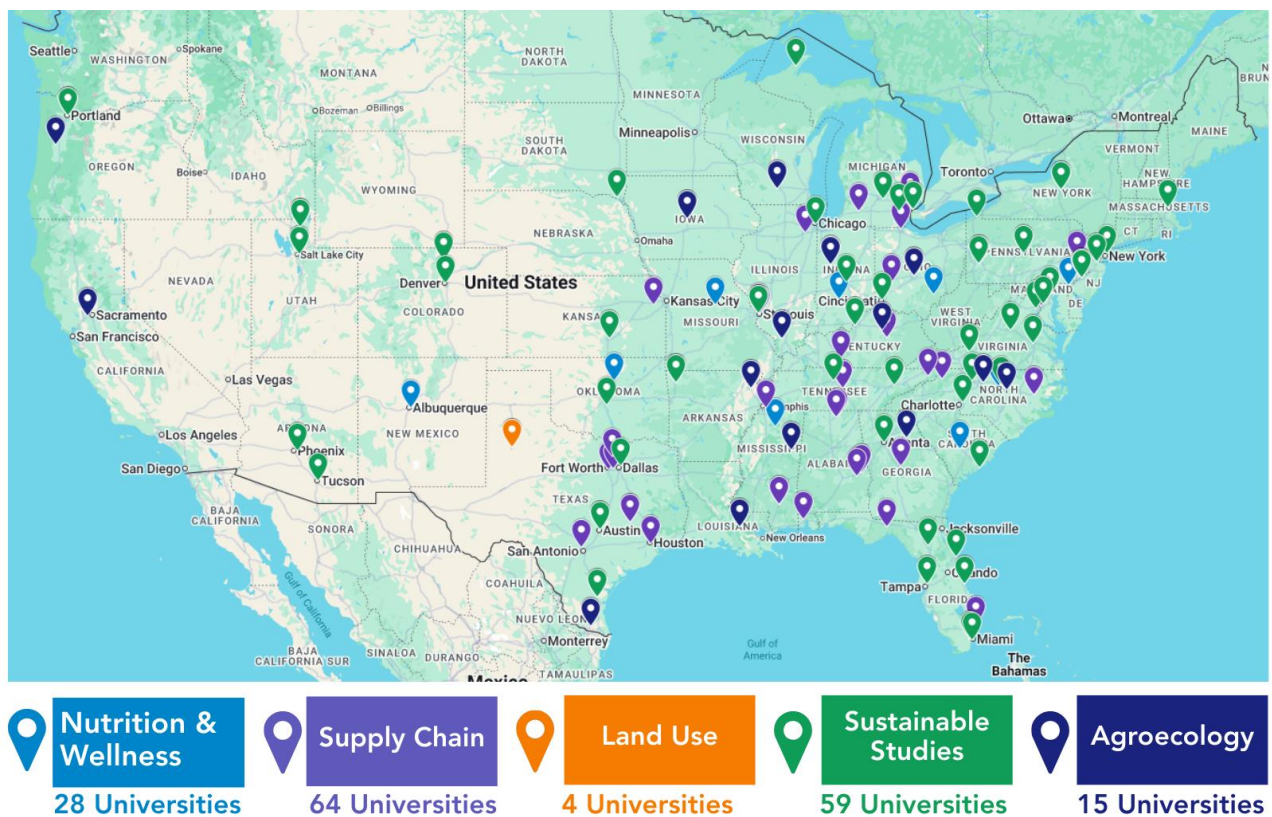 Seattle
Spokane
WASHINGTON
NORTH
DAKOTA
MONTANA
MINNESOTA
Portland
Bozeman
Billings
Ottawa
Montreal
MAINE
Minneapolis
WISCONSIN
SOUTH
DAKOTA
VERMONT
OREGON
Boise
IDAHO
MICHIGAN
Toronto
NEW
HAMPSHIRE
WYOMING
NEW YORK
MASSACHUSETTS
IOWA
Chicago
CT
RI
NEBRASKA
Omaha
Salt Lake City
PENNSYLVANIA
New York
NEVADA
Denver
United States
ILLINOIS
INDIANA
OHIO
NJ
UTAH
COLORADO
Kansas City
Cincinnati
MARYLAND
DE
Sacramento
San Francisco
KANSAS
MISSOURI
St. Louis
WEST
VIRGINIA
KENTUCKY
VIRGINIA
CALIFORNIA
Las Vegas
OKLAHOMA
TENNESSEE
NORTH
CAROLINA
Albuquerque
ARKANSAS
Memphis
Charlotte
Los Angeles
ARIZONA
Phoenix
NEW MEXICO
MISSISSIPPI
Atlanta
SOUTH
CAROLINA
San Diego
Tucson
Fort Worth
Dallas
ALABAMA
GEORGIA
BAJA
CALIFORNIA
SONORA
TEXAS
Austin
LOUISIANA
Jacksonville
CHIHUAHUA
San Antonio
Houston
New Orleans
Gulf of
California
COAHUILA
Orlando
Tampa
FLORIDA
NUEVO LEON
Monterrey
Miami
BAJA
CALIFORNIA SUR
SINALOA
DURANGO
Gulf of
America
The
Bahamas
Mexico
TAMAULIPAS
Nutrition &
Wellness
Supply Chain
Land Use
Sustainable
Studies
Agroecology
28 Universities
64 Universities
4 Universities
59 Universities
15 Universities